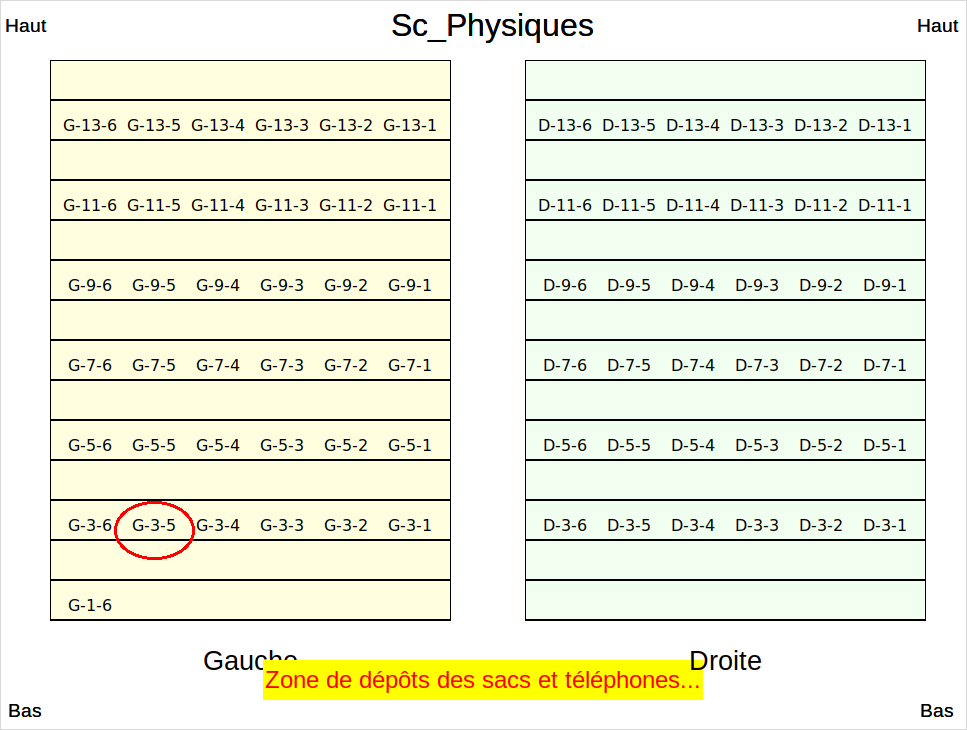 Haut Sc_Physiques Haut
G-13-6 G-13-5 G-13-4 G-13-3 G-13-2 G-13-1 D-13-6 D-13-5 D-13-4 D-13-3 D-13-2 D-13-1
G-11-6 G-11-5 G-11-4 G-11-3 G-11-2 G-11-1 D-11-6 D-11-5 D-11-4 D-11-3 D-11-2 D-11-1
G-9-6 G-9-5 G-9-4 G-9-3 G-9-2 G-9-1 D-9-6 D-9-5 D-9-4 D-9-3 D-9-2 D-9-1
G-7-6 G-7-5 G-7-4 G-7-3 G-7-2 G-7-1 D-7-6 D-7-5 D-7-4 D-7-3 D-7-2 D-7-1
G-5-6 G-5-5 G-5-4 G-5-3 G-5-2 G-5-1 D-5-6 D-5-5 D-5-4 D-5-3 D-5-2 D-5-1
G-3-6 G-3-5 G-3-4 G-3-3 G-3-2 G-3-1 D-3-6 D-3-5 D-3-4 D-3-3 D-3-2 D-3-1
G-1-6
Gauche Droite
Zone de dépôts des sacs et téléphones...
Bas Bas